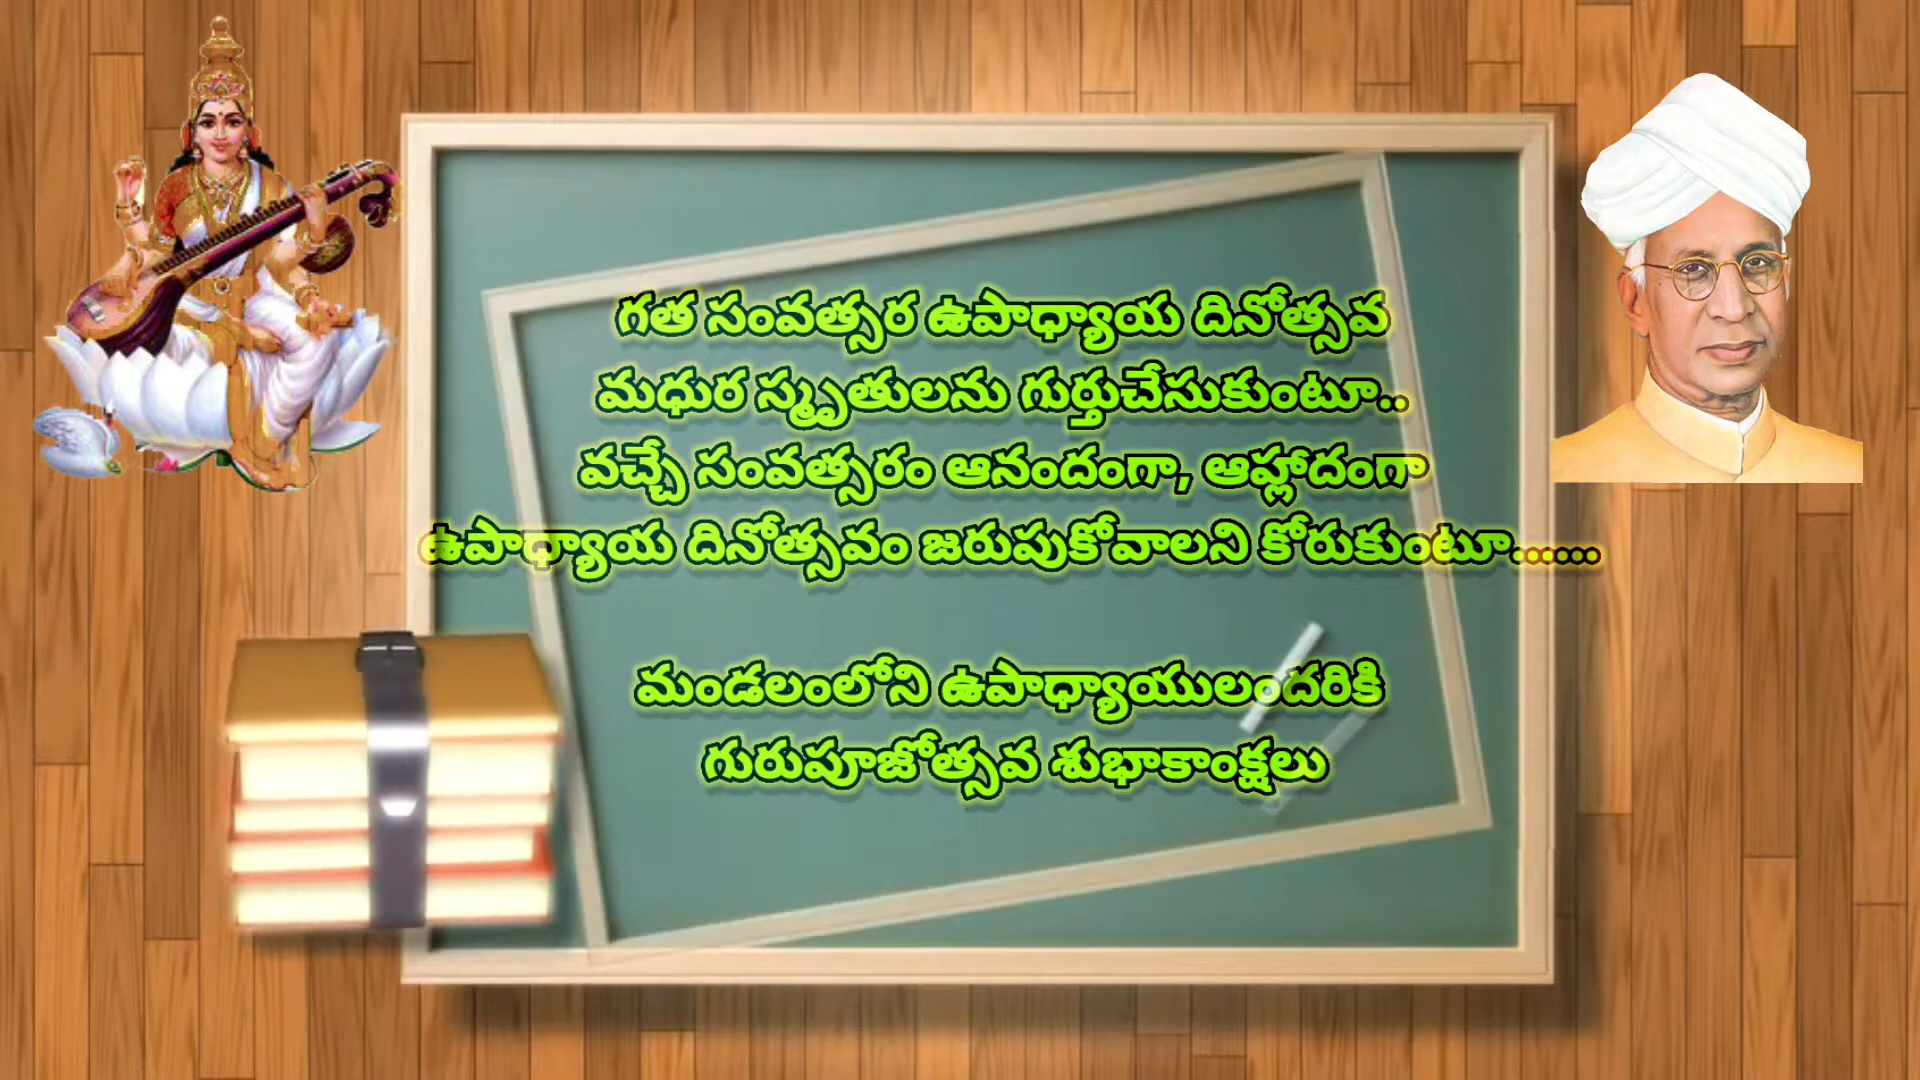 గత సంవత్సర ఉపాధ్యాయ దినోత్సవ
మధుర స్మృతులను గుర్తుచేసుకుంటూ..
వచ్చే సంవత్సరం ఆనందంగా, ఆహ్లాదంగా
ఉపాధ్యాయ దినోత్సవం జరుపుకోవాలని కోరుకుంటూ......
మండలంలోని ఉపాధ్యాయులందరికి
గురుపూజోత్సవ శుభాకాంక్షలు